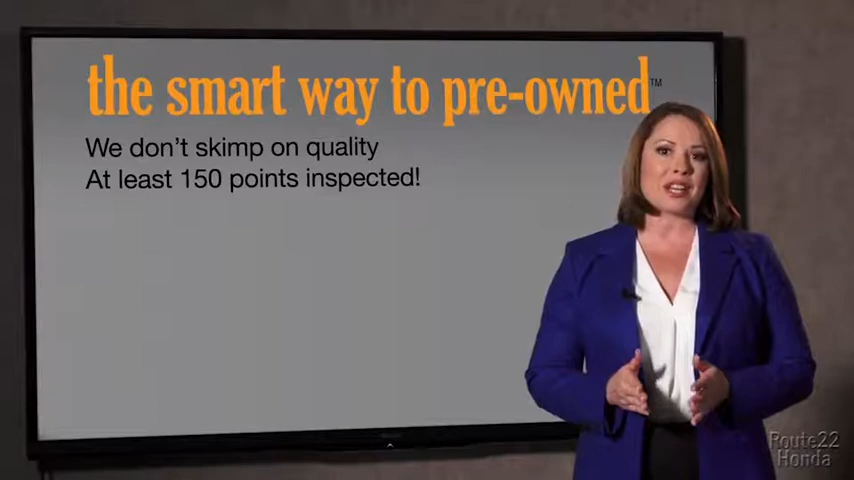 the smart way to pre-owned™
We don't skimp on quality
At least 150 points inspected!
Route22
Honda